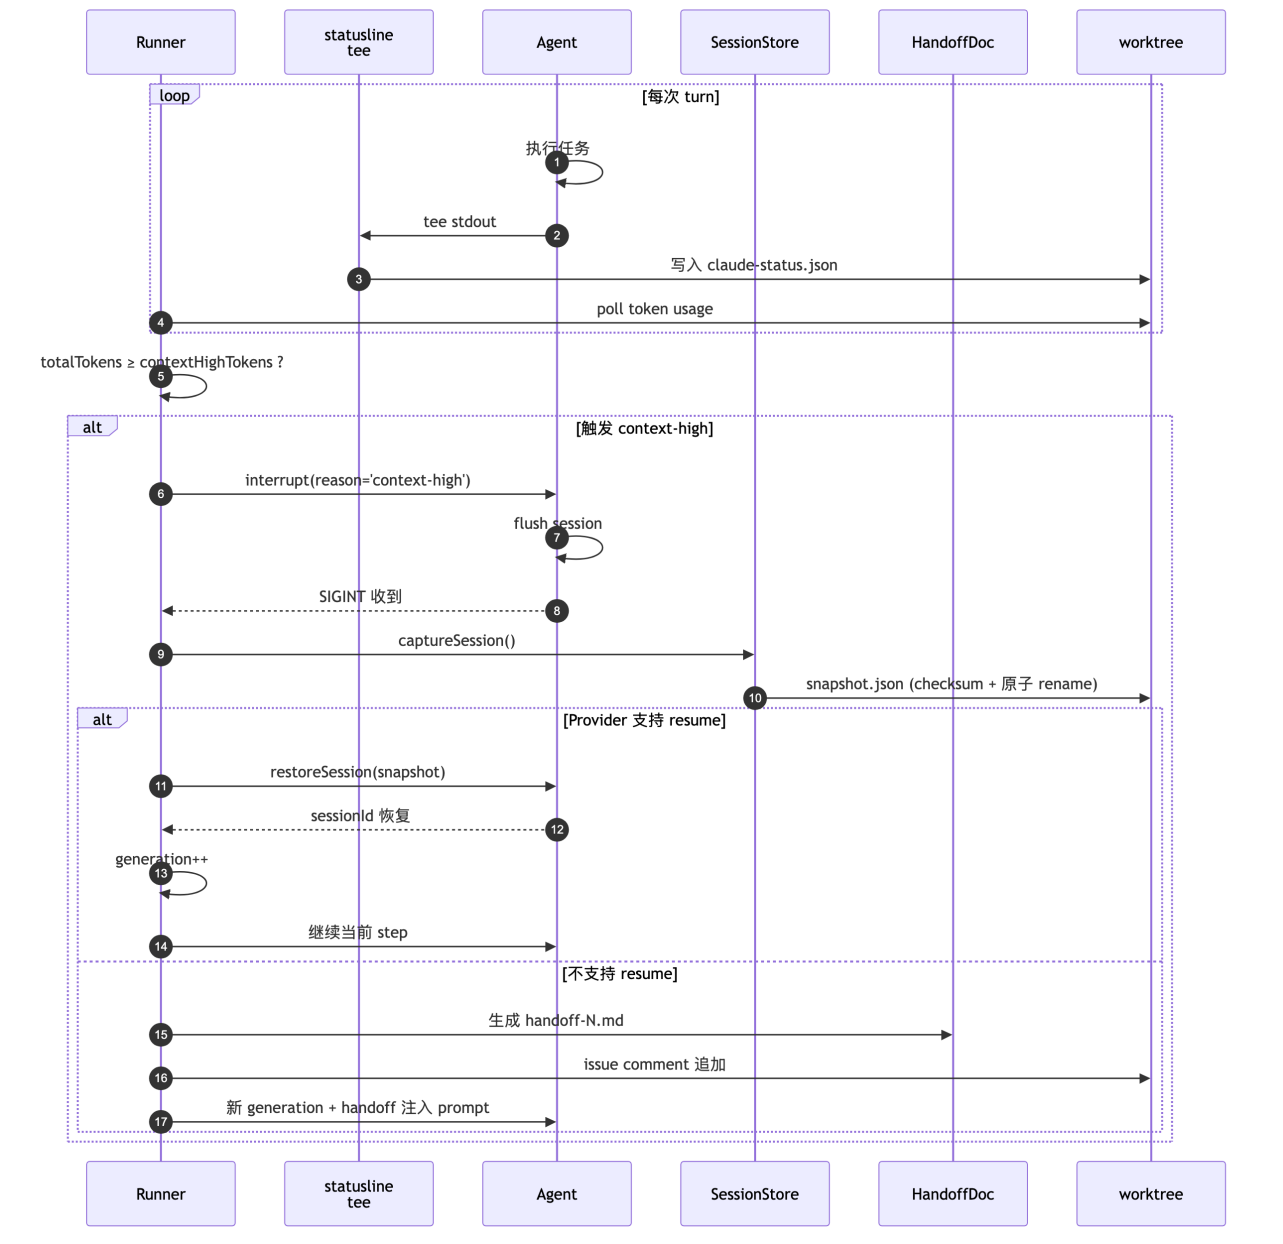 Runner
statusline
tee
Agent
SessionStore
HandoffDoc
worktree
loop
[每次 turn]
执行任务
1
tee stdout
2
写入 claude-status.json
3
poll token usage
4
totalTokens ≥ contextHighTokens ?
5
alt
[触发 context-high]
interrupt(reason='context-high')
6
flush session
7
SIGINT 收到
8
captureSession()
9
snapshot.json (checksum + 原子 rename)
10
alt
[Provider 支持 resume]
restoreSession(snapshot)
11
sessionId 恢复
12
generation++
13
继续当前 step
14
[不支持 resume]
生成 handoff-N.md
15
issue comment 追加
16
新 generation + handoff 注入 prompt
17
Runner
statusline
tee
Agent
SessionStore
HandoffDoc
worktree